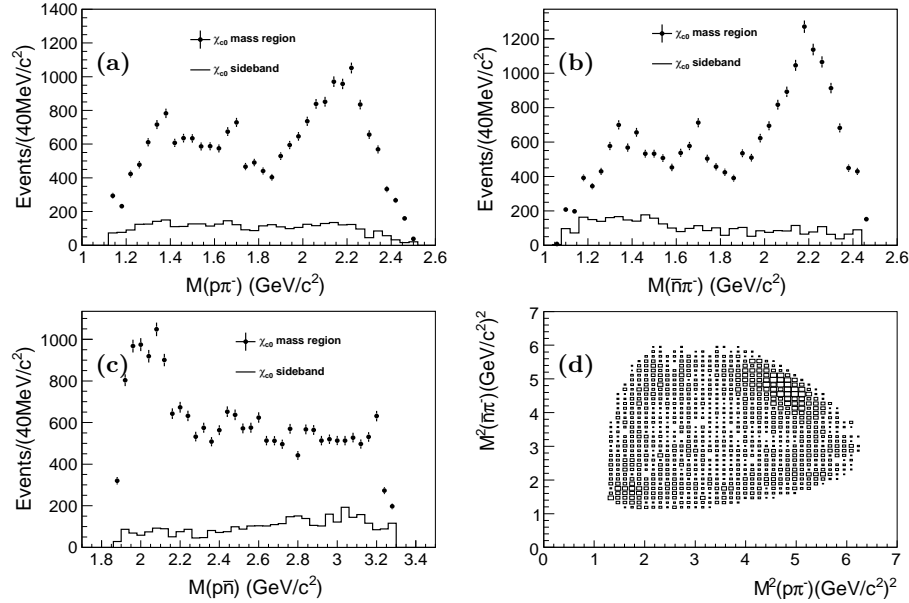 (a)
χc0 mass region
χc0 sideband
Events/(40MeV/c²)
0 200 400 600 800 1000 1200 1400
1 1.2 1.4 1.6 1.8 2 2.2 2.4 2.6
M(pπ⁻) (GeV/c²)
(b)
χc0 mass region
χc0 sideband
Events/(40MeV/c²)
0 200 400 600 800 1000 1200
1 1.2 1.4 1.6 1.8 2 2.2 2.4 2.6
M(n̄π⁻) (GeV/c²)
(c)
χc0 mass region
χc0 sideband
Events/(40MeV/c²)
0 200 400 600 800 1000
1.8 2 2.2 2.4 2.6 2.8 3 3.2 3.4
M(pn̄) (GeV/c²)
(d)
M²(n̄π⁻)(GeV/c²)²
0 1 2 3 4 5 6 7
0 1 2 3 4 5 6 7
M²(pπ⁻)(GeV/c²)²